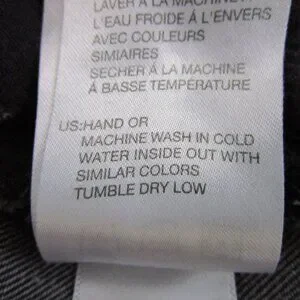 LAVER À LA MACHINE À
L'EAU FROIDE À L'ENVERS
AVEC COULEURS
SIMIAIRES
SECHER À LA MACHINE
À BASSE TEMPÉRATURE
US:HAND OR
MACHINE WASH IN COLD
WATER INSIDE OUT WITH
SIMILAR COLORS
TUMBLE DRY LOW